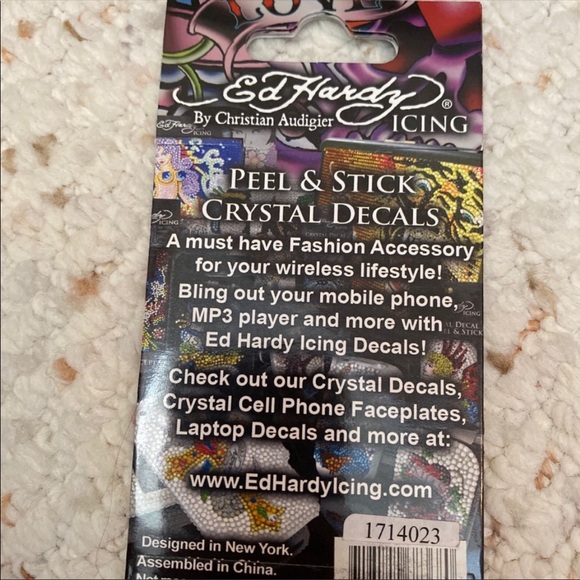 Ed Hardy®
By Christian Audigier ICING
PEEL & STICK
CRYSTAL DECALS
A must have Fashion Accessory
for your wireless lifestyle!
Bling out your mobile phone,
MP3 player and more with
Ed Hardy Icing Decals!
Check out our Crystal Decals,
Crystal Cell Phone Faceplates,
Laptop Decals and more at:
www.EdHardyIcing.com
1714023
Designed in New York.
Assembled in China.